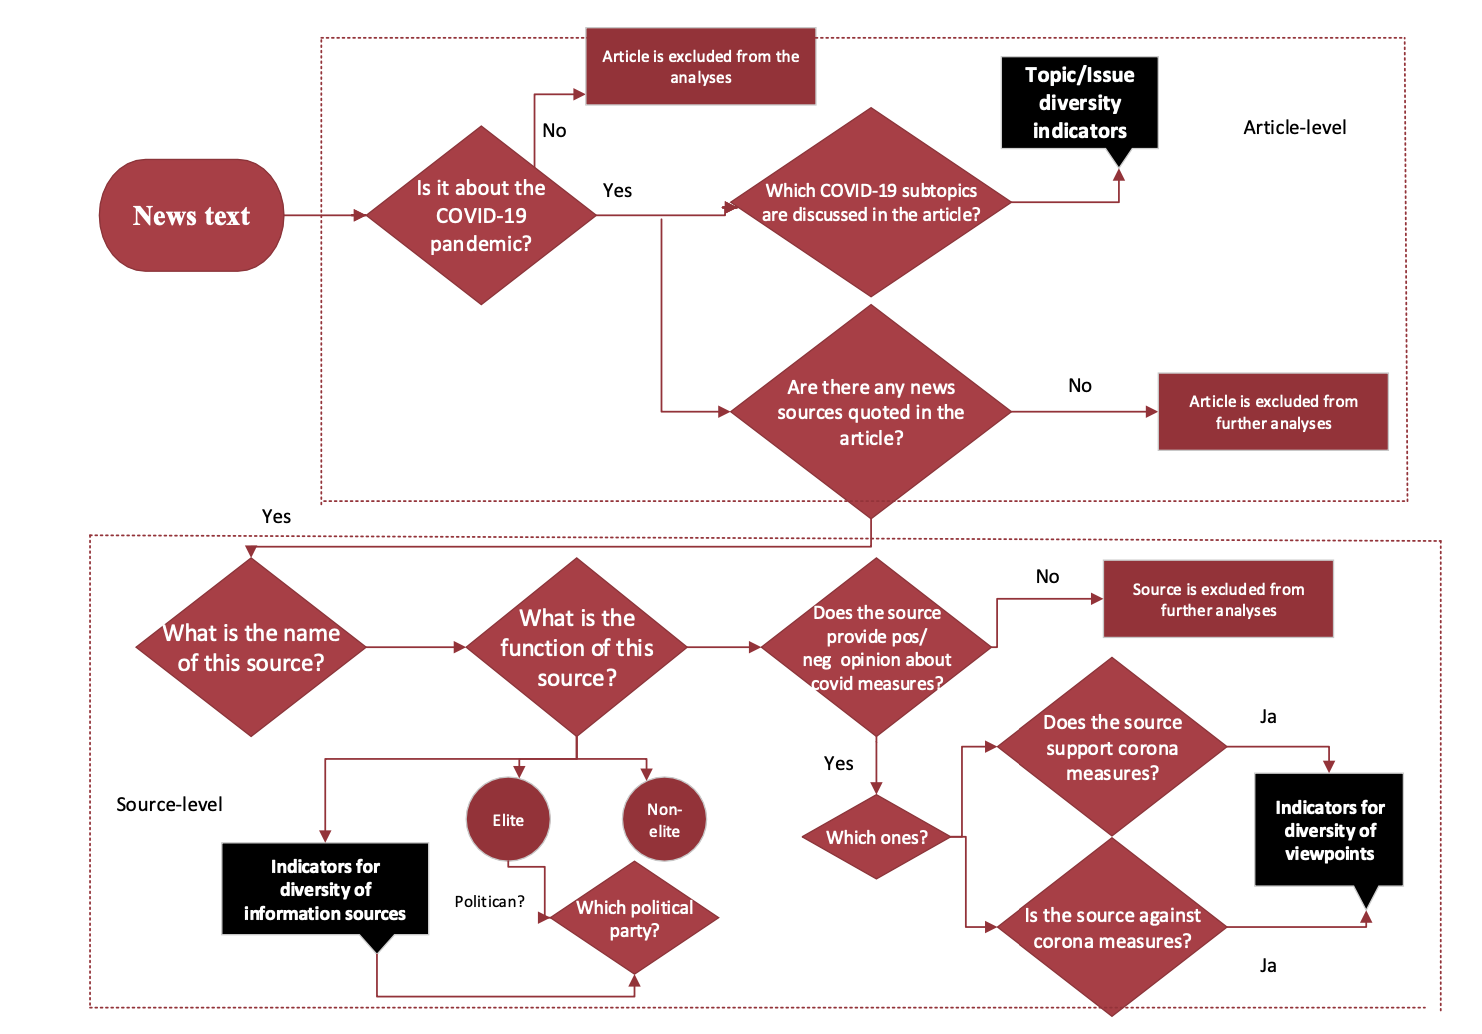 Article is excluded from the
analyses
Topic/Issue
diversity
indicators
Article-level
No
News text
Is it about the
COVID-19
pandemic?
Yes
Which COVID-19 subtopics
are discussed in the article?
Are there any news
sources quoted in the
article?
No
Article is excluded from
further analyses
Yes
What is the name
of this source?
What is the
function of this
source?
Does the source
provide pos/
neg opinion about
covid measures?
No
Source is excluded from
further analyses
Source-level
Elite
Non-
elite
Yes
Which ones?
Does the source
support corona
measures?
Ja
Indicators for
diversity of
viewpoints
Indicators for
diversity of
information sources
Politican?
Which political
party?
Is the source against
corona measures?
Ja